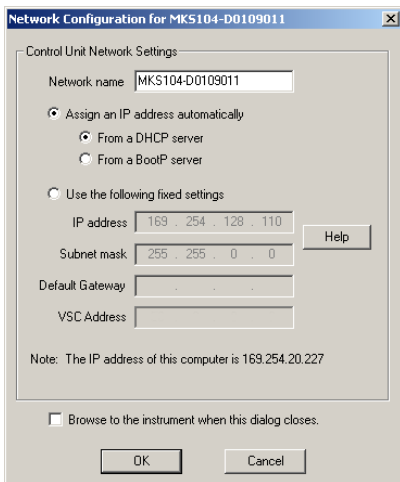 Network Configuration for MKS104-D0109011
Control Unit Network Settings
Network name MKS104-D0109011
Assign an IP address automatically
From a DHCP server
From a BootP server
Use the following fixed settings
IP address 169 . 254 . 128 . 110
Help
Subnet mask 255 . 255 . 0 . 0
Default Gateway . . .
VSC Address
Note: The IP address of this computer is 169.254.20.227
Browse to the instrument when this dialog closes.
OK Cancel